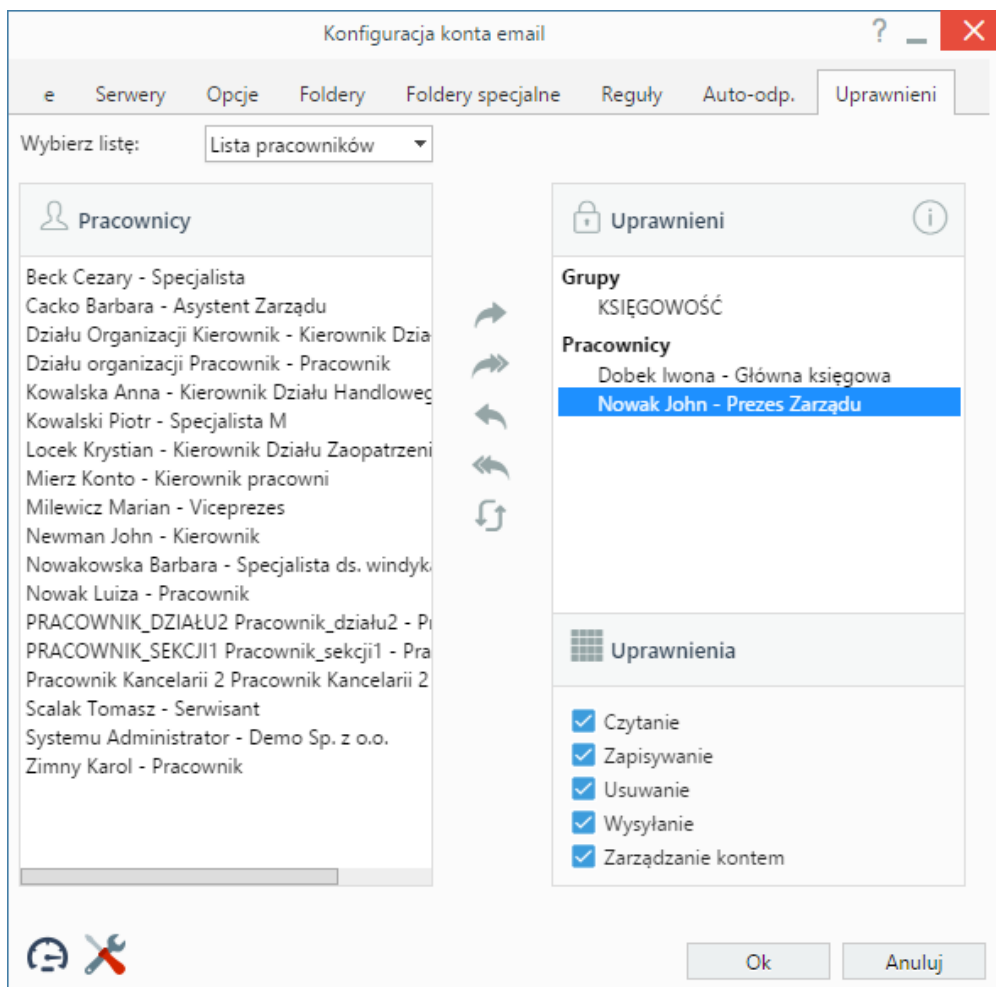 Konfiguracja konta email
?
e Serwery Opcje Foldery Foldery specjalne Reguły Auto-odp. Uprawnieni
Wybierz listę: Lista pracowników
Pracownicy
Beck Cezary - Specjalista
Cacko Barbara - Asystent Zarządu
Działu Organizacji Kierownik - Kierownik Dzia
Działu organizacji Pracownik - Pracownik
Kowalska Anna - Kierownik Działu Handloweg
Kowalski Piotr - Specjalista M
Locek Krystian - Kierownik Działu Zaopatrzeni
Mierz Konto - Kierownik pracowni
Milewicz Marian - Viceprezes
Newman John - Kierownik
Nowakowska Barbara - Specjalista ds. windyk
Nowak Luiza - Pracownik
PRACOWNIK_DZIAŁU2 Pracownik_działu2 - Pr
PRACOWNIK_SEKCJI1 Pracownik_sekcji1 - Pra
Pracownik Kancelarii 2 Pracownik Kancelarii 2
Scalak Tomasz - Serwisant
Systemu Administrator - Demo Sp. z o.o.
Zimny Karol - Pracownik
Uprawnieni
Grupy
KSIĘGOWOŚĆ
Pracownicy
Dobek Iwona - Główna księgowa
Nowak John - Prezes Zarządu
Uprawnienia
Czytanie
Zapisywanie
Usuwanie
Wysyłanie
Zarządzanie kontem
Ok Anuluj